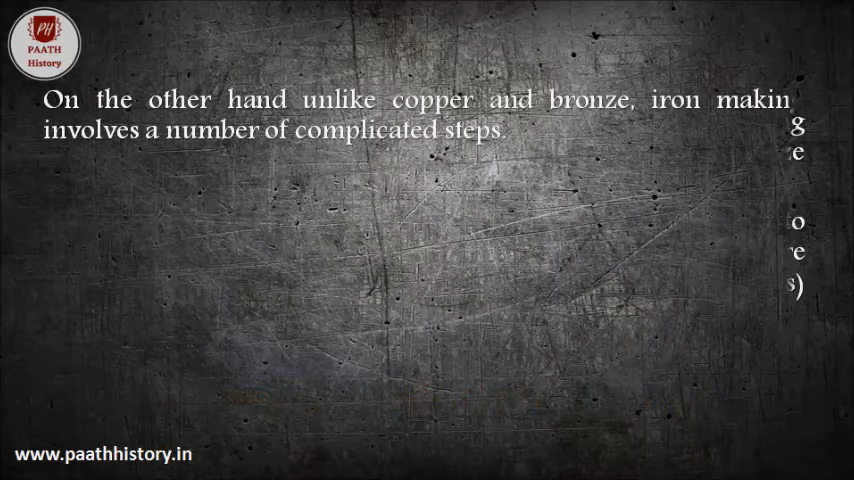 PH
PAATH
History
On the other hand unlike copper and bronze, iron makin
involves a number of complicated steps.
g
e
o
e
s)
www.paathhistory.in